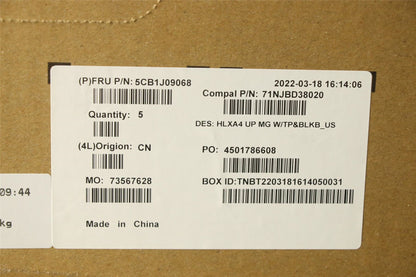 (P)FRU P/N: 5CB1J09068
2022-03-18 16:14:06
Compal P/N: 71NJBD38020
Quantity: 5
DES: HLXA4 UP MG W/TP&BLKB_US
(4L)Origion: CN
PO: 4501786608
MO: 73567628
BOX ID:TNBT2203181614050031
Made in China
09:44
kg